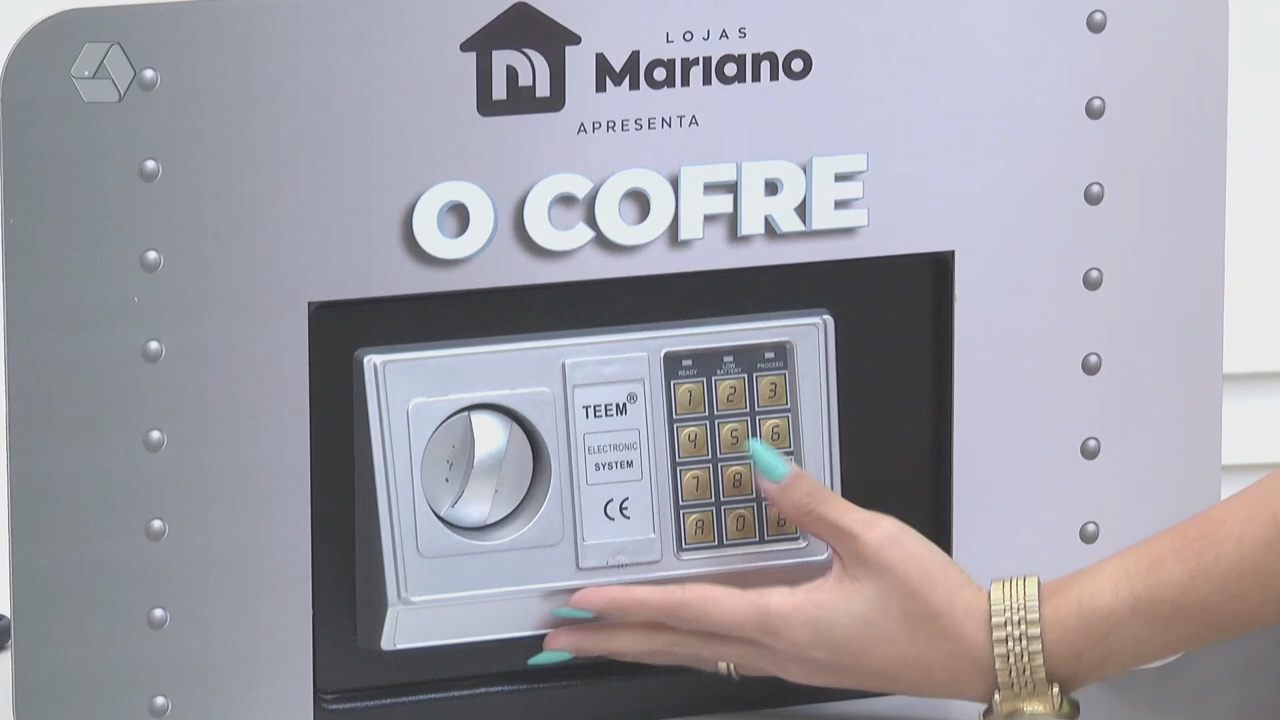 LOJAS
Mariano
APRESENTA
O COFRE
TEEM®
ELECTRONIC
SYSTEM
CE
READY LOW BATTERY PROCEED
1 2 3
4 5 6
7 8
A 0